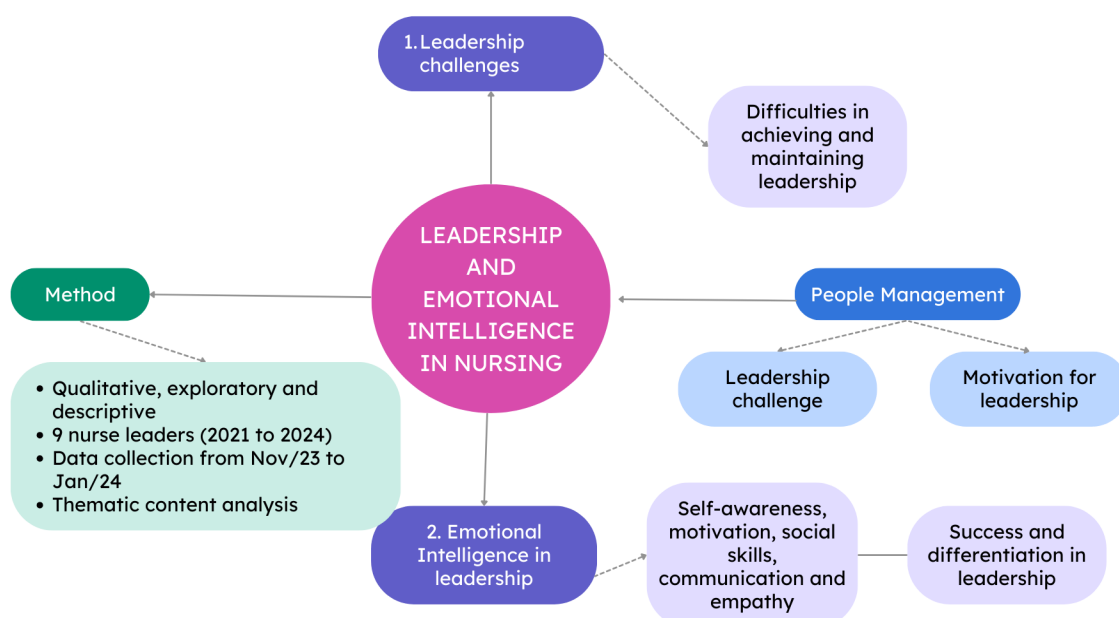 1. Leadership
challenges
Difficulties in
achieving and
maintaining
leadership
LEADERSHIP
AND
EMOTIONAL
INTELLIGENCE
IN NURSING
Method
People Management
Leadership
challenge
Motivation for
leadership
• Qualitative, exploratory and
descriptive
• 9 nurse leaders (2021 to 2024)
• Data collection from Nov/23 to
Jan/24
• Thematic content analysis
2. Emotional
Intelligence in
leadership
Self-awareness,
motivation, social
skills,
communication and
empathy
Success and
differentiation in
leadership